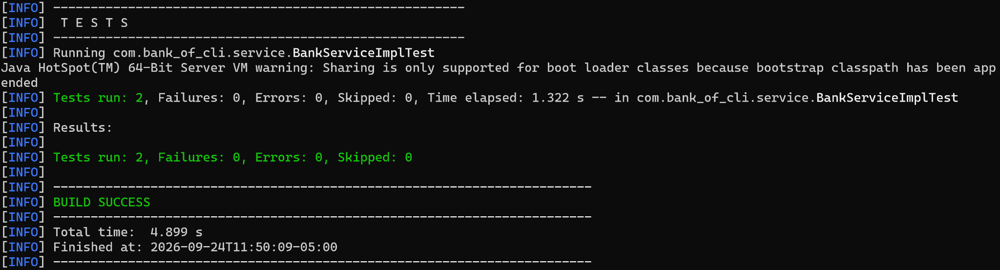 [INFO] -------------------------------------------------------
[INFO]  T E S T S
[INFO] -------------------------------------------------------
[INFO] Running com.bank_of_cli.service.BankServiceImplTest
Java HotSpot(TM) 64-Bit Server VM warning: Sharing is only supported for boot loader classes because bootstrap classpath has been app
ended
[INFO] Tests run: 2, Failures: 0, Errors: 0, Skipped: 0, Time elapsed: 1.322 s -- in com.bank_of_cli.service.BankServiceImplTest
[INFO]
[INFO] Results:
[INFO]
[INFO] Tests run: 2, Failures: 0, Errors: 0, Skipped: 0
[INFO]
[INFO] ------------------------------------------------------------------------
[INFO] BUILD SUCCESS
[INFO] ------------------------------------------------------------------------
[INFO] Total time:  4.899 s
[INFO] Finished at: 2026-09-24T11:50:09-05:00
[INFO] ------------------------------------------------------------------------